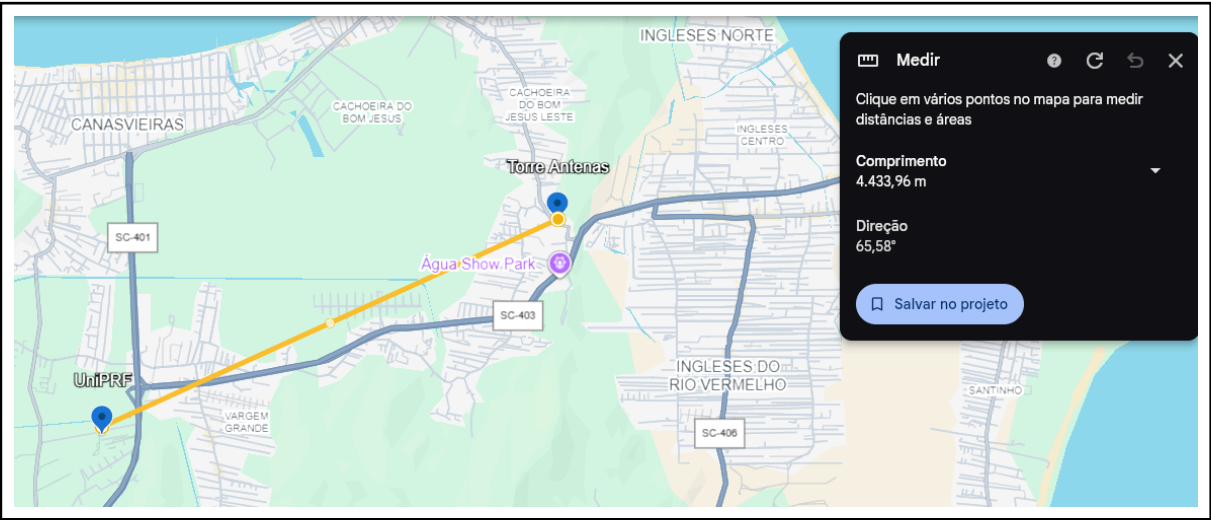 INGLESES NORTE
CACHOEIRA DO
BOM JESUS
CACHOEIRA
DO BOM
JESUS LESTE
CANASVIEIRAS
INGLESES
CENTRO
Torre Antenas
SC-401
Água Show Park
SC-403
UniPRF
INGLESES DO
RIO VERMELHO
SANTINHO
VARGEM
GRANDE
SC-406
Medir
Clique em vários pontos no mapa para medir
distâncias e áreas
Comprimento
4.433,96 m
Direção
65,58°
Salvar no projeto